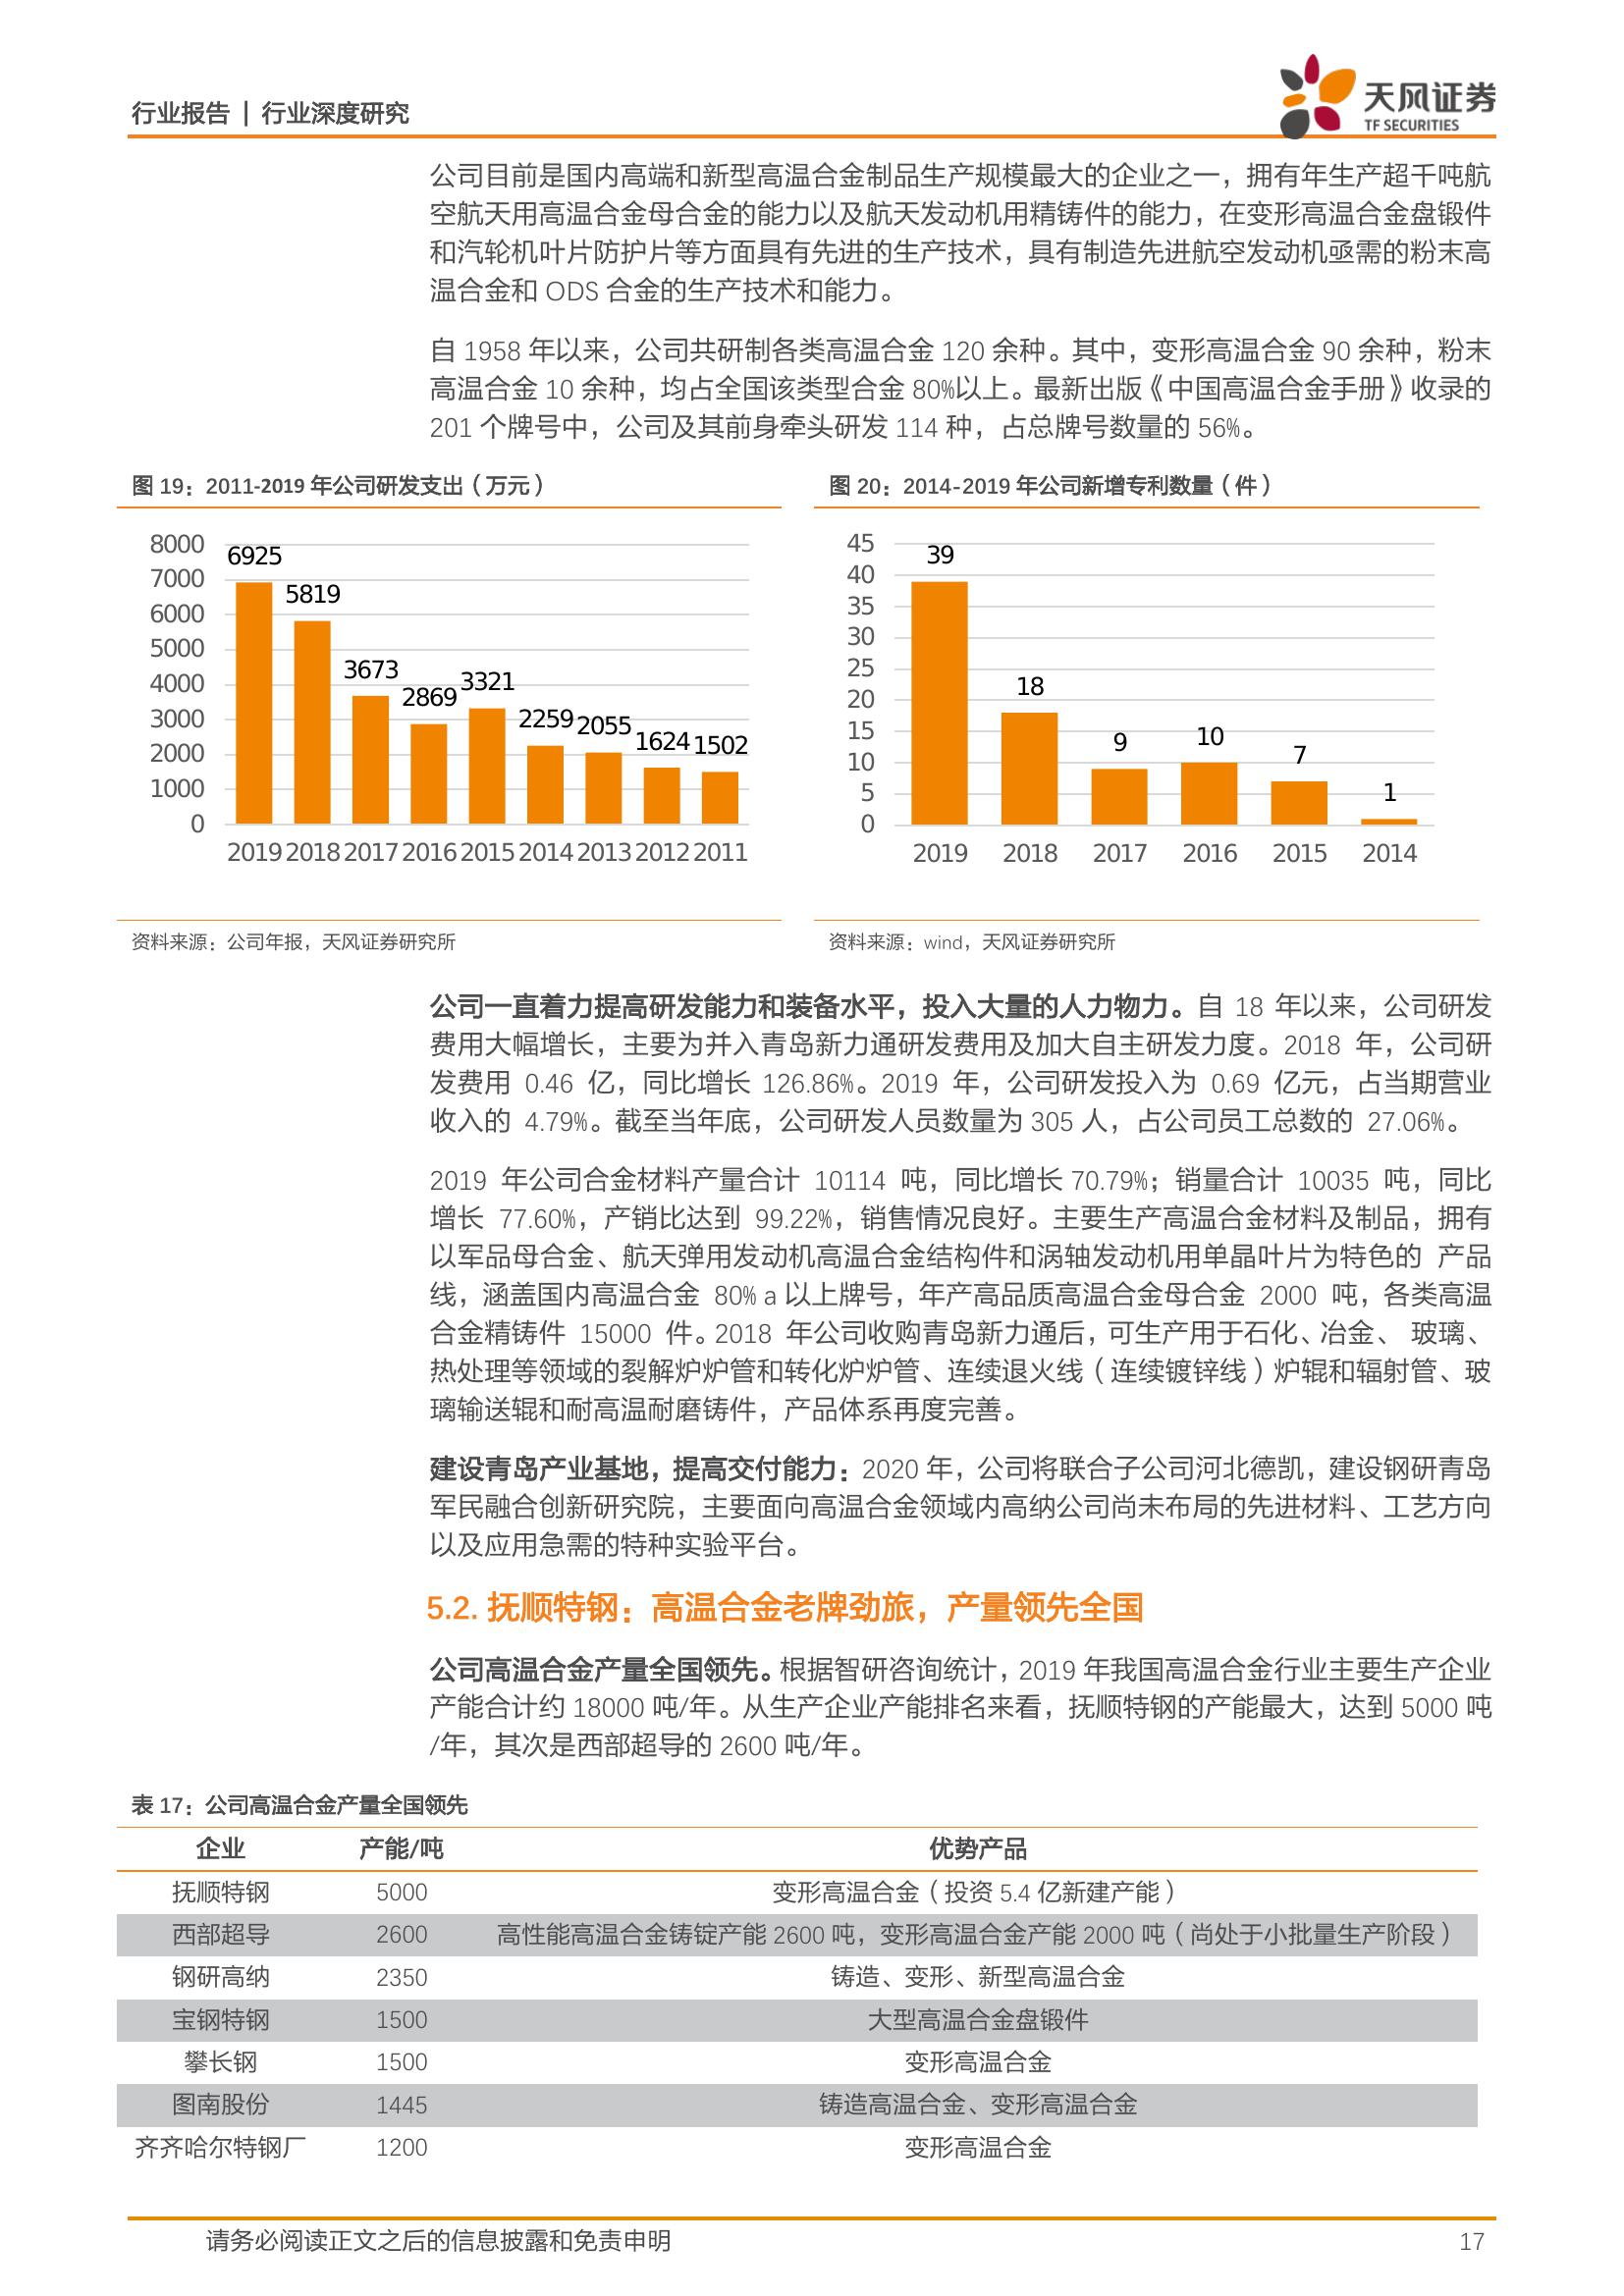 行业报告 | 行业深度研究
天风证券
TF SECURITIES
公司目前是国内高端和新型高温合金制品生产规模最大的企业之一，拥有年生产超千吨航
空航天用高温合金母合金的能力以及航天发动机用精铸件的能力，在变形高温合金盘锻件
和汽轮机叶片防护片等方面具有先进的生产技术，具有制造先进航空发动机亟需的粉末高
温合金和 ODS 合金的生产技术和能力。
自 1958 年以来，公司共研制各类高温合金 120 余种。其中，变形高温合金 90 余种，粉末
高温合金 10 余种，均占全国该类型合金 80%以上。最新出版《中国高温合金手册》收录的
201 个牌号中，公司及其前身牵头研发 114 种，占总牌号数量的 56%。
图 19：2011-2019 年公司研发支出（万元）
8000
7000
6000
5000
4000
3000
2000
1000
0
6925
5819
3673
2869
3321
2259
2055
1624
1502
2019 2018 2017 2016 2015 2014 2013 2012 2011
资料来源：公司年报，天风证券研究所
图 20：2014-2019 年公司新增专利数量（件）
45
40
35
30
25
20
15
10
5
0
39
18
9
10
7
1
2019 2018 2017 2016 2015 2014
资料来源：wind，天风证券研究所
公司一直着力提高研发能力和装备水平，投入大量的人力物力。自 18 年以来，公司研发
费用大幅增长，主要为并入青岛新力通研发费用及加大自主研发力度。2018 年，公司研
发费用 0.46 亿，同比增长 126.86%。2019 年，公司研发投入为 0.69 亿元，占当期营业
收入的 4.79%。截至当年底，公司研发人员数量为 305 人，占公司员工总数的 27.06%。
2019 年公司合金材料产量合计 10114 吨，同比增长 70.79%；销量合计 10035 吨，同比
增长 77.60%，产销比达到 99.22%，销售情况良好。主要生产高温合金材料及制品，拥有
以军品母合金、航天弹用发动机高温合金结构件和涡轴发动机用单晶叶片为特色的 产品
线，涵盖国内高温合金 80% a 以上牌号，年产高品质高温合金母合金 2000 吨，各类高温
合金精铸件 15000 件。2018 年公司收购青岛新力通后，可生产用于石化、冶金、 玻璃、
热处理等领域的裂解炉炉管和转化炉炉管、连续退火线（连续镀锌线）炉辊和辐射管、玻
璃输送辊和耐高温耐磨铸件，产品体系再度完善。
建设青岛产业基地，提高交付能力：2020 年，公司将联合子公司河北德凯，建设钢研青岛
军民融合创新研究院，主要面向高温合金领域内高纳公司尚未布局的先进材料、工艺方向
以及应用急需的特种实验平台。
5.2. 抚顺特钢：高温合金老牌劲旅，产量领先全国
公司高温合金产量全国领先。根据智研咨询统计，2019 年我国高温合金行业主要生产企业
产能合计约 18000 吨/年。从生产企业产能排名来看，抚顺特钢的产能最大，达到 5000 吨
/年，其次是西部超导的 2600 吨/年。
表 17：公司高温合金产量全国领先
企业 产能/吨 优势产品
抚顺特钢 5000 变形高温合金（投资 5.4 亿新建产能）
西部超导 2600 高性能高温合金铸锭产能 2600 吨，变形高温合金产能 2000 吨（尚处于小批量生产阶段）
钢研高纳 2350 铸造、变形、新型高温合金
宝钢特钢 1500 大型高温合金盘锻件
攀长钢 1500 变形高温合金
图南股份 1445 铸造高温合金、变形高温合金
齐齐哈尔特钢厂 1200 变形高温合金
请务必阅读正文之后的信息披露和免责申明 17